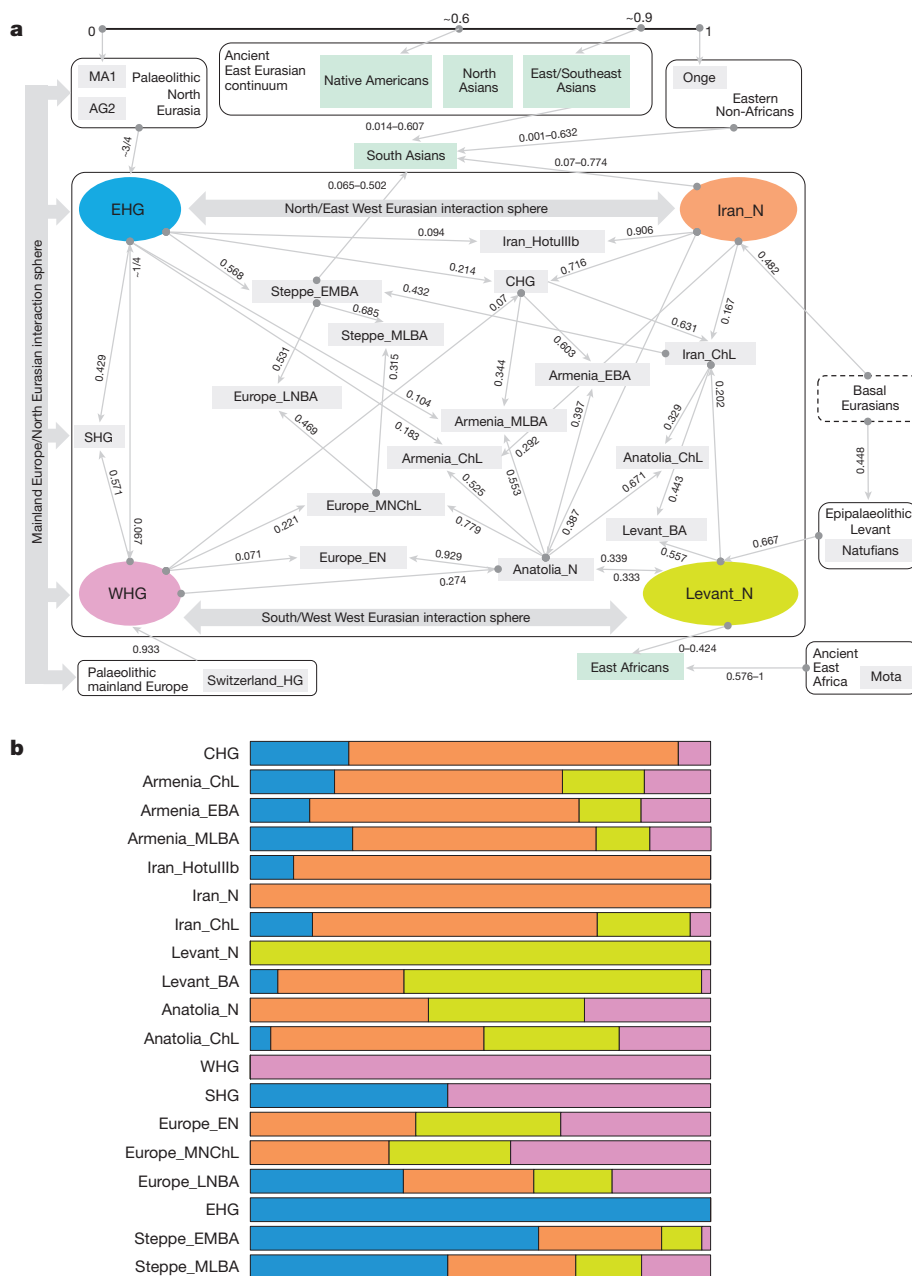 a
0
~0.6
~0.9
1
MA1
AG2
Palaeolithic
North
Eurasia
Ancient
East Eurasian
continuum
Native Americans
North
Asians
East/Southeast
Asians
Onge
Eastern
Non-Africans
~3/4
0.014–0.607
0.001–0.632
South Asians
0.07–0.774
0.065–0.502
Mainland Europe/North Eurasian interaction sphere
EHG
North/East West Eurasian interaction sphere
Iran_N
0.094
Iran_HotuIIIb
0.906
~1/4
0.568
0.214
CHG
0.716
0.482
Steppe_EMBA
0.432
0.07
0.167
0.685
Steppe_MLBA
0.631
Iran_ChL
0.531
0.315
0.344
0.603
Armenia_EBA
0.429
Europe_LNBA
0.104
0.397
0.329
0.202
Basal
Eurasians
SHG
0.469
0.183
Armenia_MLBA
0.292
Armenia_ChL
Anatolia_ChL
0.448
0.571
0.525
0.553
0.671
0.443
Europe_MNChL
0.221
0.779
0.387
Levant_BA
Epipalaeolithic
Levant
Natufians
0.067
0.071
Europe_EN
0.929
Anatolia_N
0.339
0.333
0.557
0.667
WHG
0.274
Levant_N
South/West West Eurasian interaction sphere
0.933
Palaeolithic
mainland Europe
Switzerland_HG
East Africans
0–0.424
0.576–1
Ancient
East
Africa
Mota
b
CHG
Armenia_ChL
Armenia_EBA
Armenia_MLBA
Iran_HotuIIIb
Iran_N
Iran_ChL
Levant_N
Levant_BA
Anatolia_N
Anatolia_ChL
WHG
SHG
Europe_EN
Europe_MNChL
Europe_LNBA
EHG
Steppe_EMBA
Steppe_MLBA